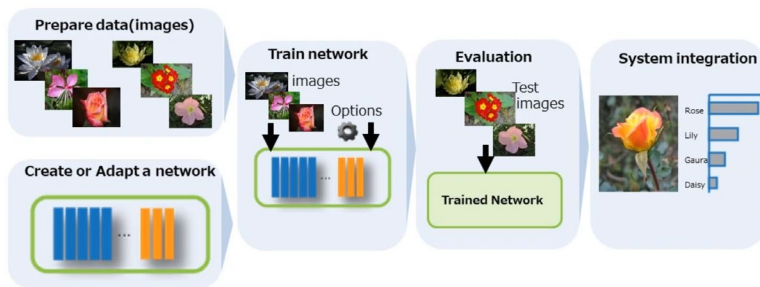 Prepare data(images)
Create or Adapt a network
...
Train network
images
Options
...
Evaluation
Test
images
Trained Network
System integration
Rose
Lily
Gaura
Daisy